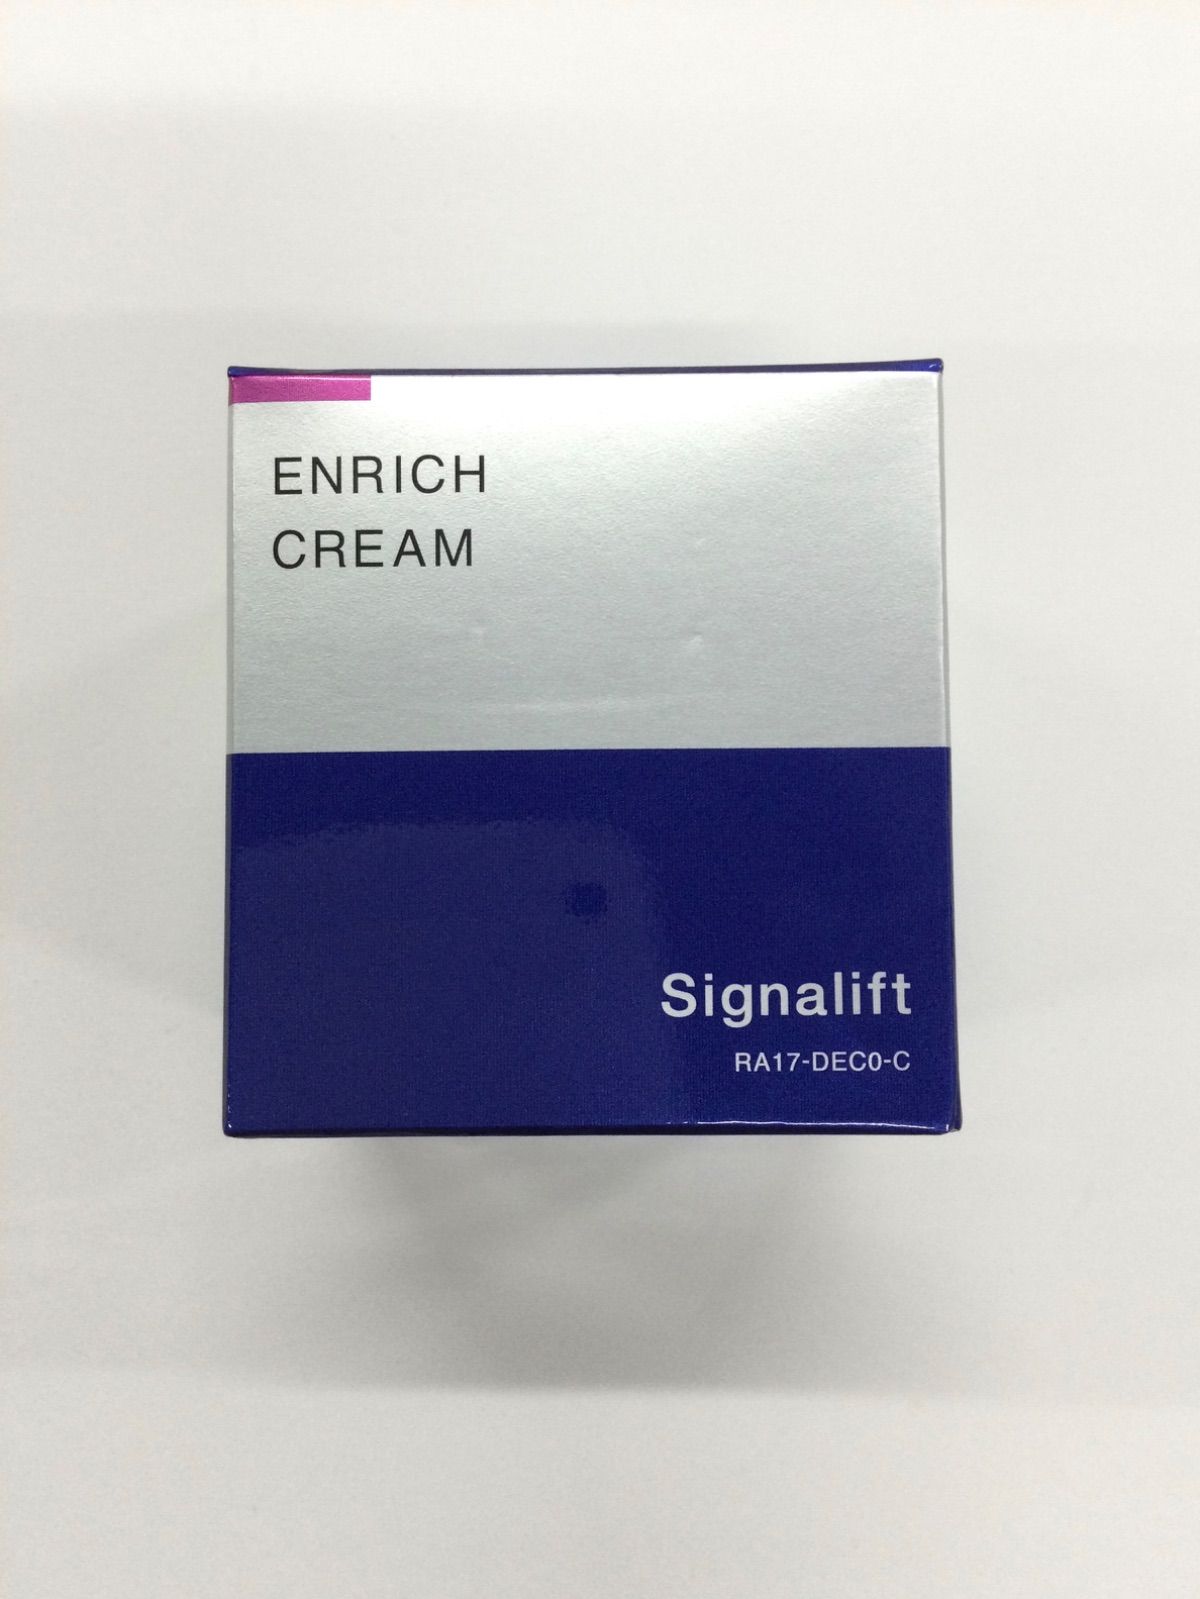 ENRICH
CREAM
Signalift
RA17-DEC0-C